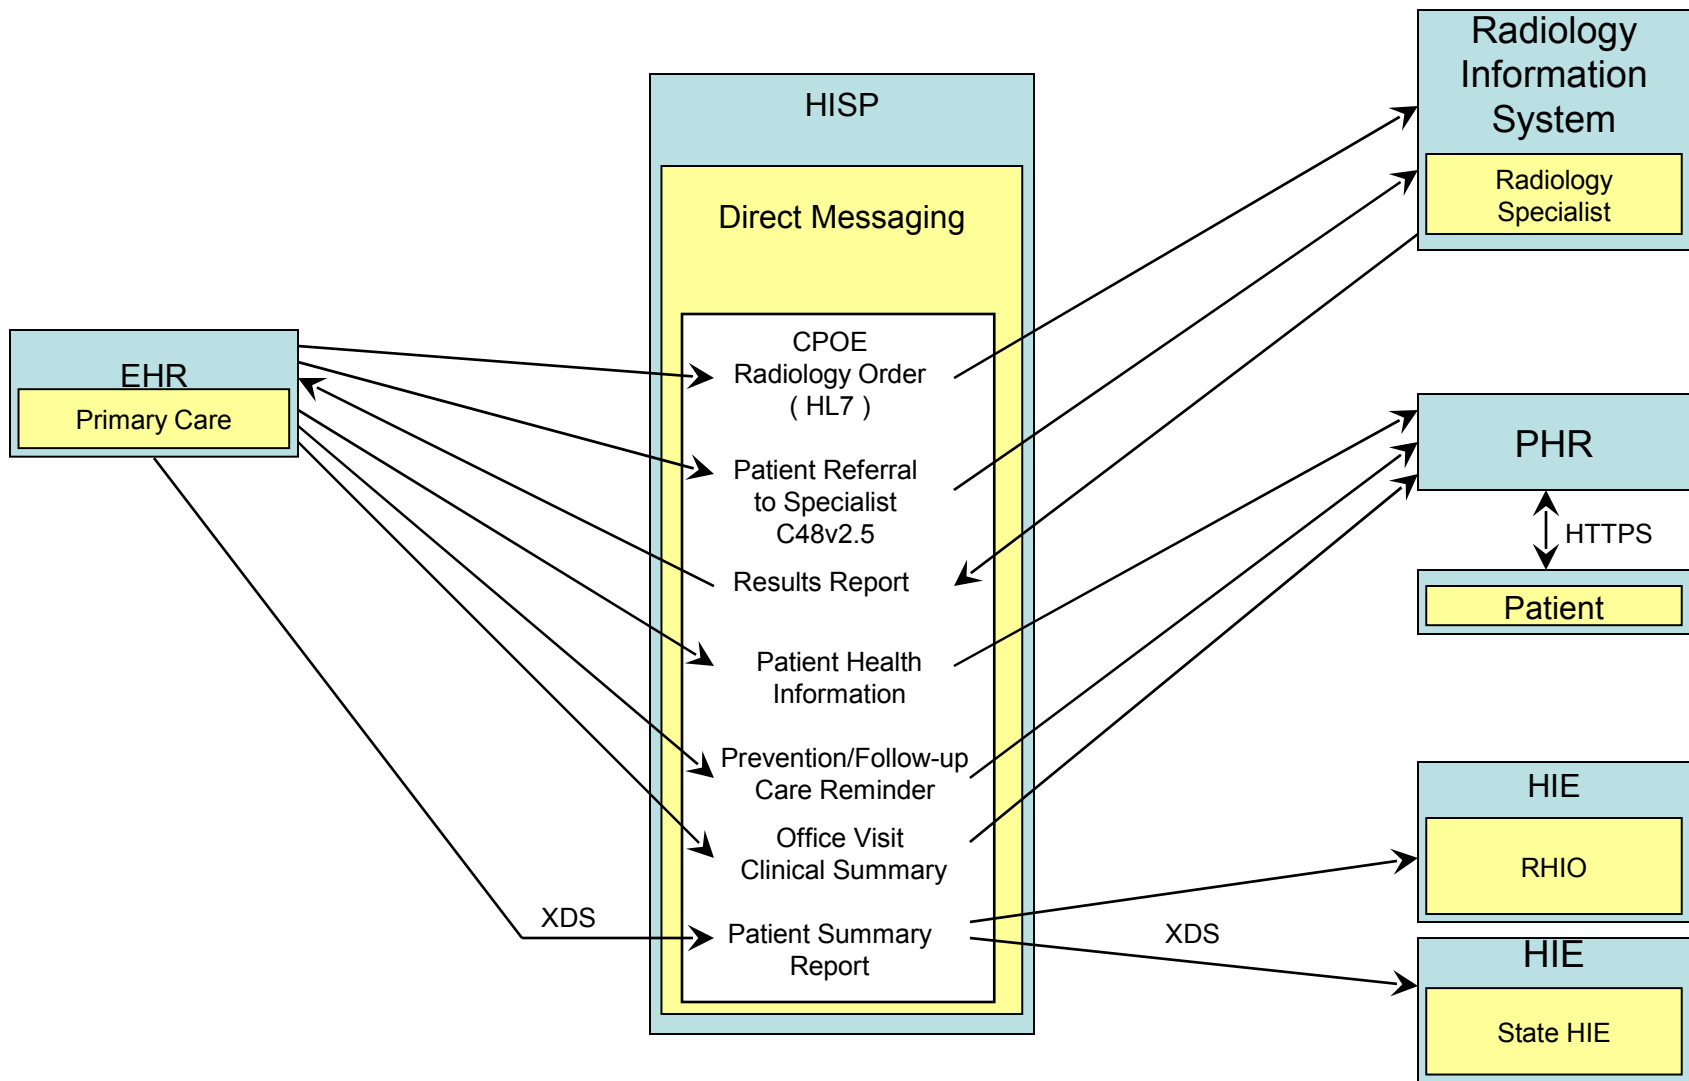 EHR
Primary Care
HISP
Direct Messaging
CPOE
Radiology Order
( HL7 )
Patient Referral
to Specialist
C48v2.5
Results Report
Patient Health
Information
Prevention/Follow-up
Care Reminder
Office Visit
Clinical Summary
XDS
Patient Summary
Report
XDS
Radiology
Information
System
Radiology
Specialist
PHR
HTTPS
Patient
HIE
RHIO
HIE
State HIE